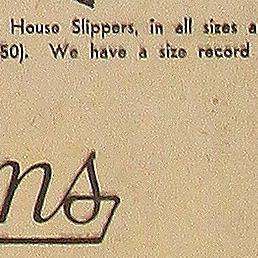 House Slippers, in all sizes a
50). We have a size record
ns